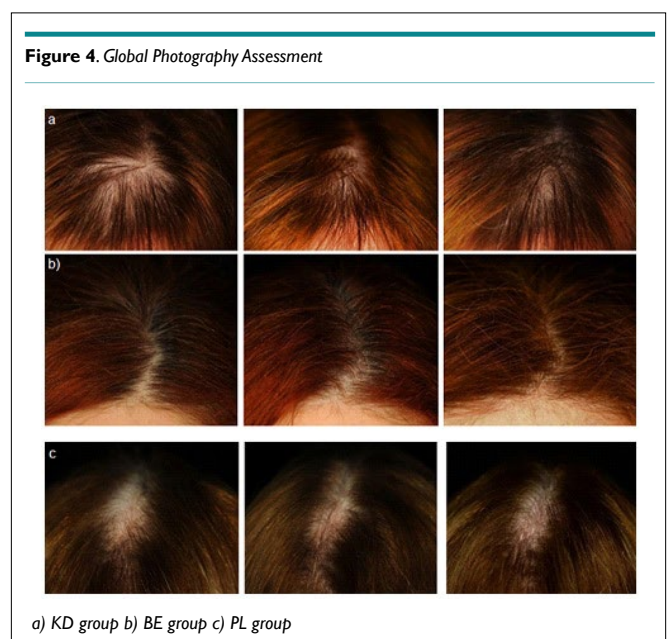 Figure 4. Global Photography Assessment
a
b)
c
a) KD group b) BE group c) PL group